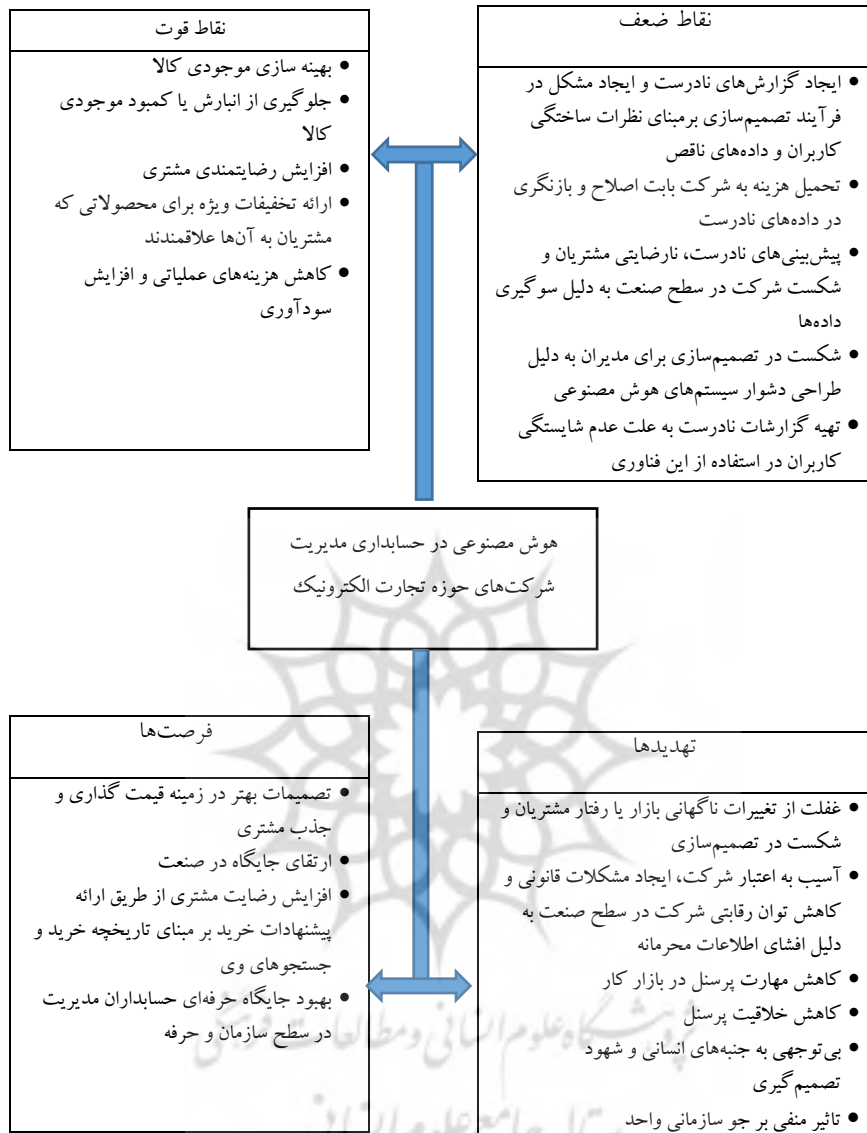 نقاط ضعف
• ایجاد گزارش‌های نادرست و ایجاد مشکل در
فرآیند تصمیم‌سازی برمبنای نظرات ساختگی
کاربران و داده‌های ناقص
• تحمیل هزینه به شرکت بابت اصلاح و بازنگری
در داده‌های نادرست
• پیش‌بینی‌های نادرست، نارضایتی مشتریان و
شکست شرکت در سطح صنعت به دلیل سوگیری
داده‌ها
• شکست در تصمیم‌سازی برای مدیران به دلیل
طراحی دشوار سیستم‌های هوش مصنوعی
• تهیه گزارشات نادرست به علت عدم شایستگی
کاربران در استفاده از این فناوری
نقاط قوت
• بهینه سازی موجودی کالا
• جلوگیری از انبارش یا کمبود موجودی
کالا
• افزایش رضایتمندی مشتری
• ارائه تخفیفات ویژه برای محصولاتی که
مشتریان به آن‌ها علاقمندند
• کاهش هزینه‌های عملیاتی و افزایش
سودآوری
هوش مصنوعی در حسابداری مدیریت
شرکت‌های حوزه تجارت الکترونیک
تهدیدها
• غفلت از تغییرات ناگهانی بازار یا رفتار مشتریان و
شکست در تصمیم‌سازی
• آسیب به اعتبار شرکت، ایجاد مشکلات قانونی و
کاهش توان رقابتی شرکت در سطح صنعت به
دلیل افشای اطلاعات محرمانه
• کاهش مهارت پرسنل در بازار کار
• کاهش خلاقیت پرسنل
• بی‌توجهی به جنبه‌های انسانی و شهود
تصمیم‌گیری
• تاثیر منفی بر جو سازمانی واحد
فرصت‌ها
• تصمیمات بهتر در زمینه قیمت گذاری و
جذب مشتری
• ارتقای جایگاه در صنعت
• افزایش رضایت مشتری از طریق ارائه
پیشنهادات خرید بر مبنای تاریخچه خرید و
جستجوهای وی
• بهبود جایگاه حرفه‌ای حسابداران مدیریت
در سطح سازمان و حرفه
پژوهشگاه علوم انسانی و مطالعات فرهنگی
جامع علوم انسانی